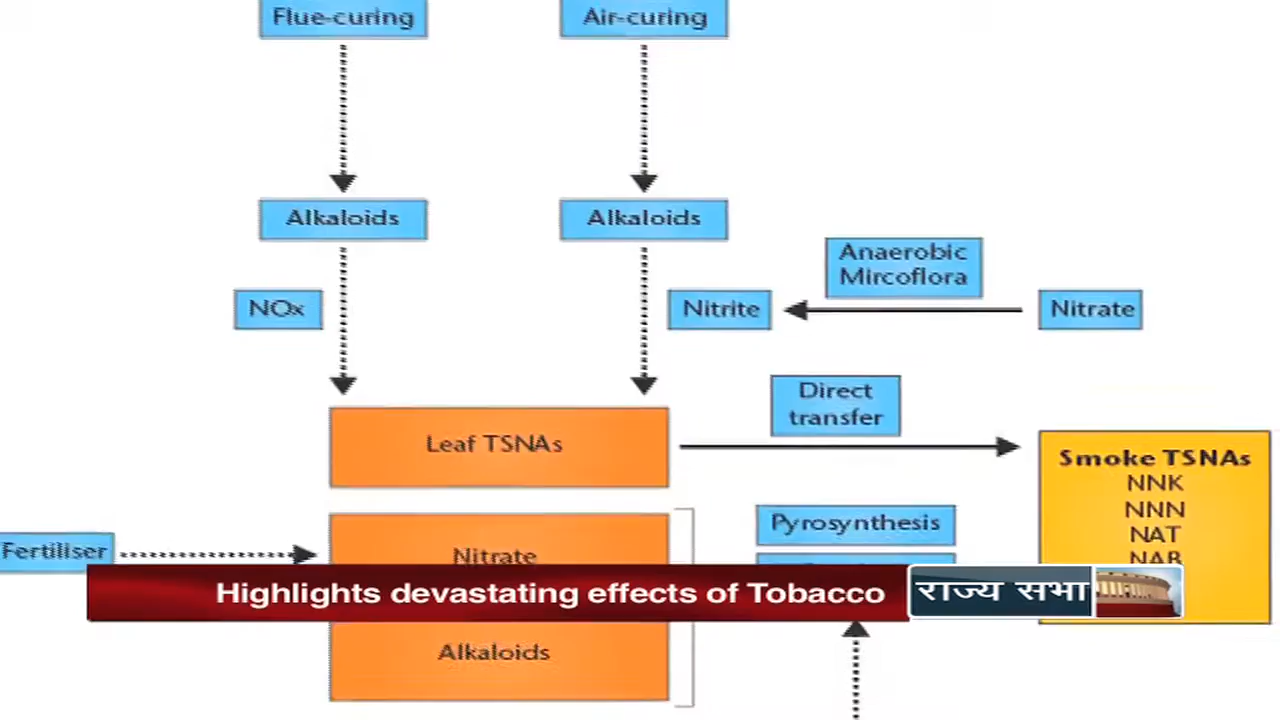 Flue-curing
Air-curing
Alkaloids
Alkaloids
Anaerobic
Mircoflora
NOx
Nitrite
Nitrate
Direct
transfer
Leaf TSNAs
Smoke TSNAs
NNK
NNN
NAT
NAB
Pyrosynthesis
Fertiliser
Nitrate
Highlights devastating effects of Tobacco
राज्य सभा
Alkaloids